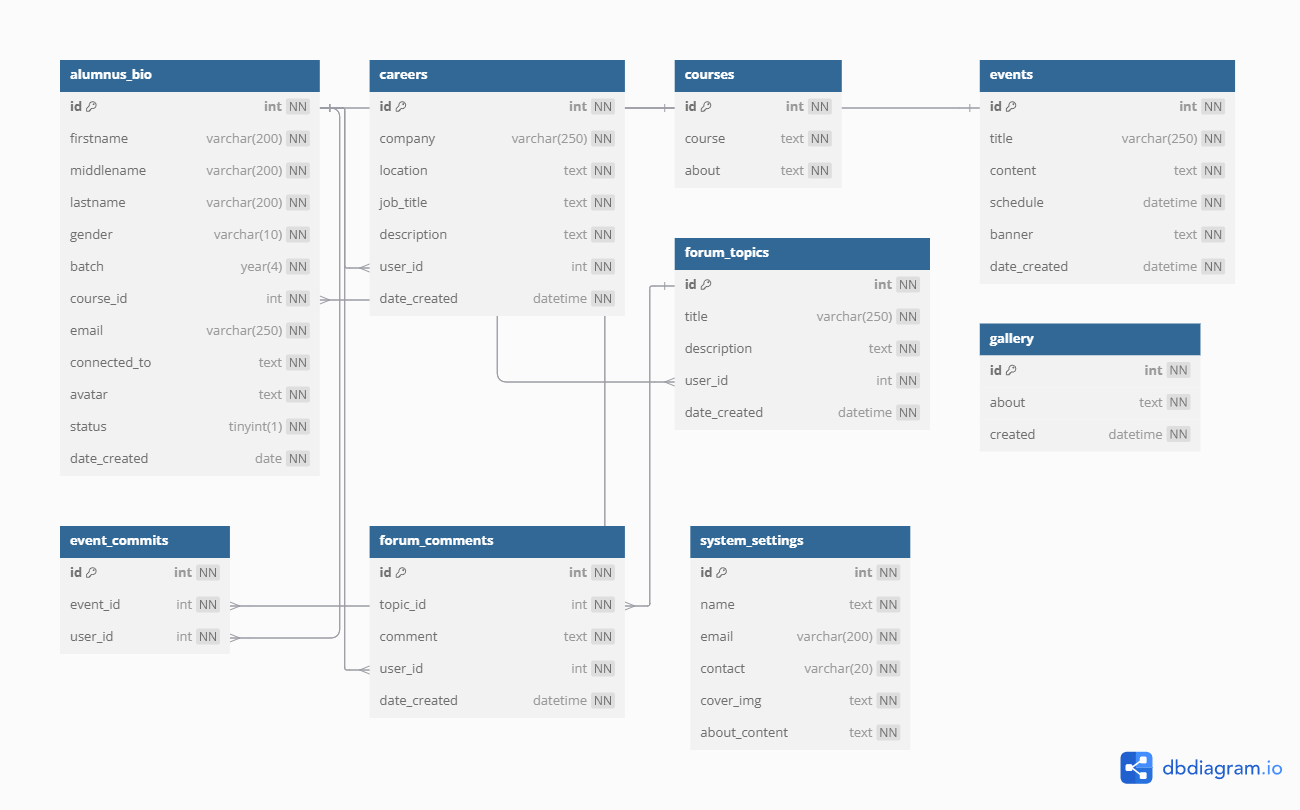 alumnus_bio
id int NN
firstname varchar(200) NN
middlename varchar(200) NN
lastname varchar(200) NN
gender varchar(10) NN
batch year(4) NN
course_id int NN
email varchar(250) NN
connected_to text NN
avatar text NN
status tinyint(1) NN
date_created date NN
careers
id int NN
company varchar(250) NN
location text NN
job_title text NN
description text NN
user_id int NN
date_created datetime NN
courses
id int NN
course text NN
about text NN
events
id int NN
title varchar(250) NN
content text NN
schedule datetime NN
banner text NN
date_created datetime NN
forum_topics
id int NN
title varchar(250) NN
description text NN
user_id int NN
date_created datetime NN
gallery
id int NN
about text NN
created datetime NN
event_commits
id int NN
event_id int NN
user_id int NN
forum_comments
id int NN
topic_id int NN
comment text NN
user_id int NN
date_created datetime NN
system_settings
id int NN
name text NN
email varchar(200) NN
contact varchar(20) NN
cover_img text NN
about_content text NN
dbdiagram.io